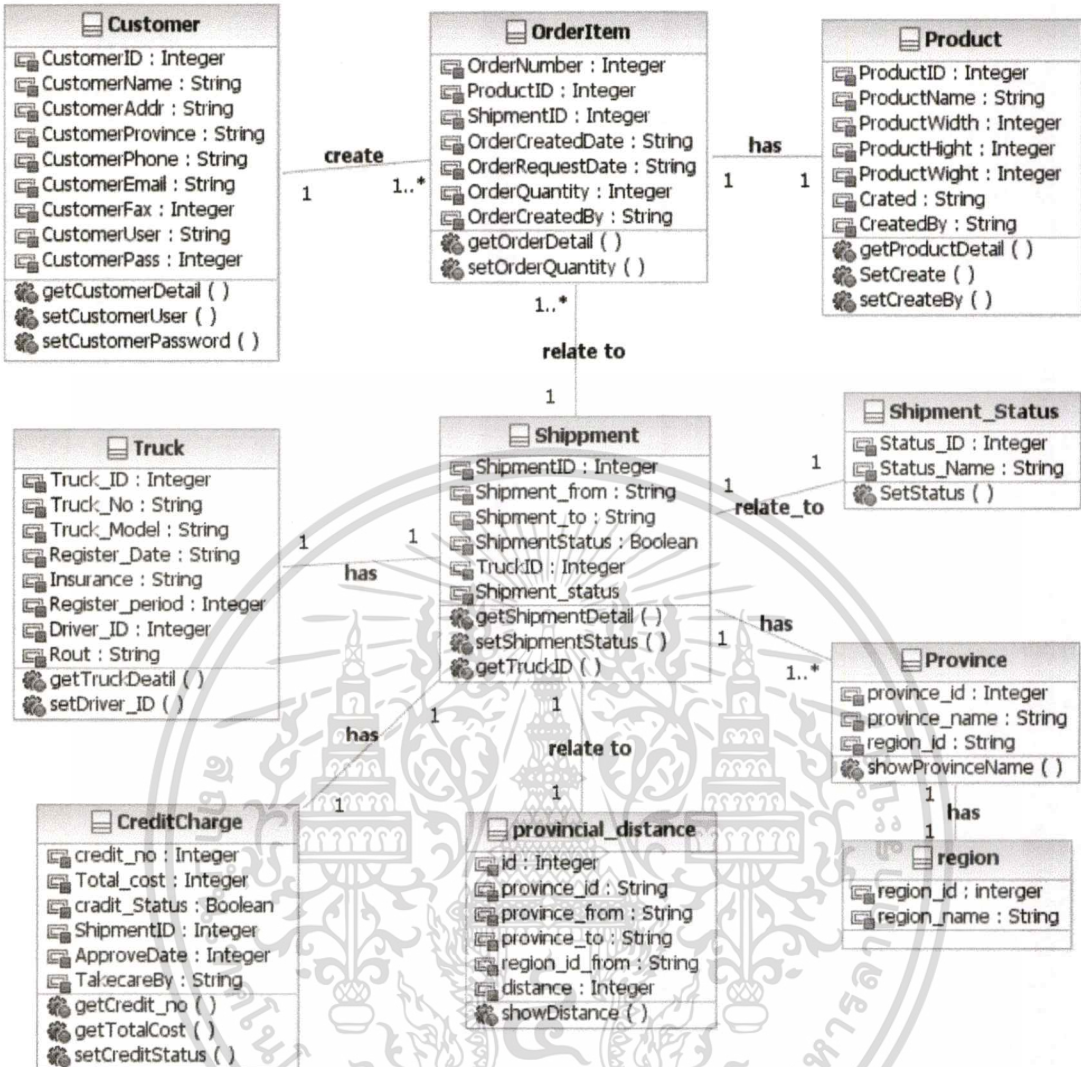 Customer
CustomerID : Integer
CustomerName : String
CustomerAddr : String
CustomerProvince : String
CustomerPhone : String
CustomerEmail : String
CustomerFax : Integer
CustomerUser : String
CustomerPass : Integer
getCustomerDetail ( )
setCustomerUser ( )
setCustomerPassword ( )
create
1
1..*
OrderItem
OrderNumber : Integer
ProductID : Integer
ShipmentID : Integer
OrderCreatedDate : String
OrderRequestDate : String
OrderQuantity : Integer
OrderCreatedBy : String
getOrderDetail ( )
setOrderQuantity ( )
has
1
1
Product
ProductID : Integer
ProductName : String
ProductWidth : Integer
ProductHight : Integer
ProductWight : Integer
Crated : String
CreatedBy : String
getProductDetail ( )
SetCreate ( )
setCreateBy ( )
1..*
relate to
1
Truck
Truck_ID : Integer
Truck_No : String
Truck_Model : String
Register_Date : String
Insurance : String
Register_period : Integer
Driver_ID : Integer
Rout : String
getTruckDeatil ( )
setDriver_ID ( )
1
1
has
Shippment
ShipmentID : Integer
Shipment_from : String
Shipment_to : String
ShipmentStatus : Boolean
TruckID : Integer
Shipment_status
getShipmentDetail ( )
setShipmentStatus ( )
getTruckID ( )
1
1
relate_to
Shipment_Status
Status_ID : Integer
Status_Name : String
SetStatus ( )
has
1
1..*
Province
province_id : Integer
province_name : String
region_id : String
showProvinceName ( )
1
has
1
region
region_id : interger
region_name : String
1
has
1
CreditCharge
credit_no : Integer
Total_cost : Integer
cradit_Status : Boolean
ShipmentID : Integer
ApproveDate : Integer
TakecareBy : String
getCredit_no ( )
getTotalCost ( )
setCreditStatus ( )
1
relate to
1
provincial_distance
id : Integer
province_id : String
province_from : String
province_to : String
region_id_from : String
distance : Integer
showDistance ( )